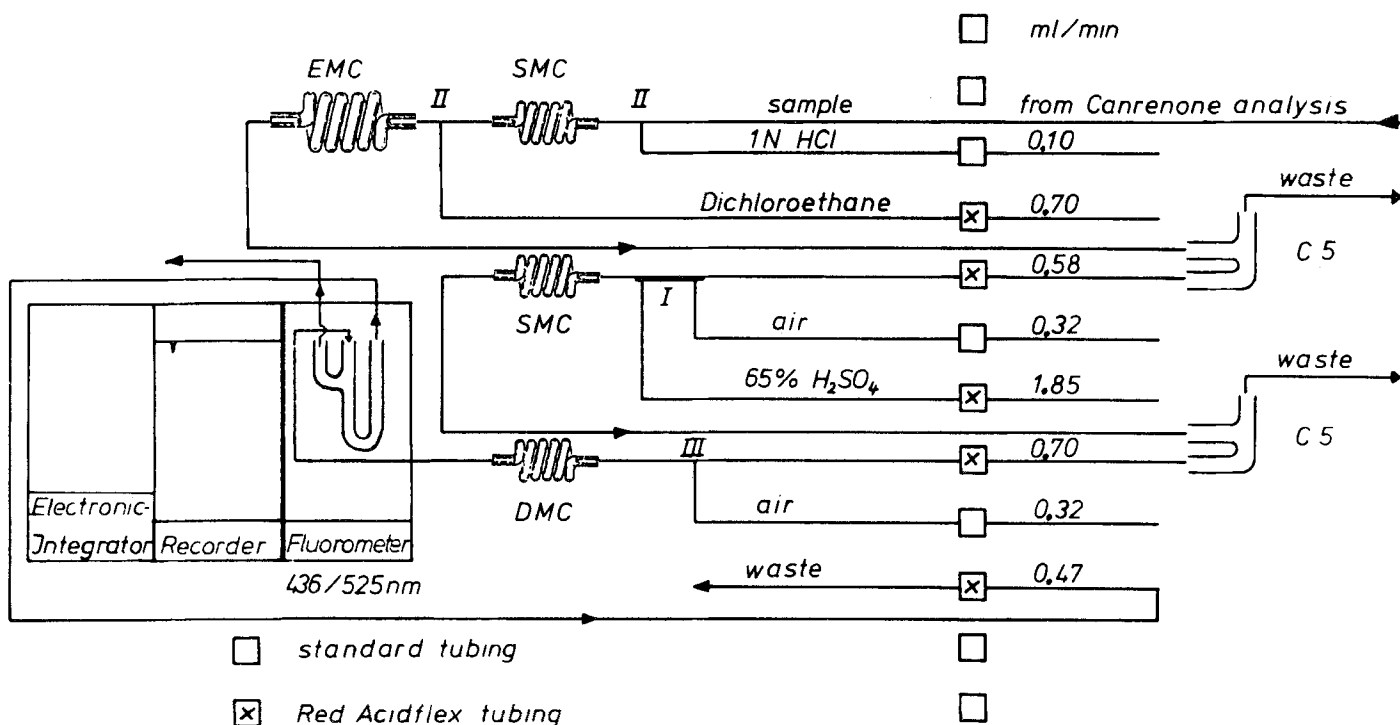 ml/min
EMC
SMC
II
II
sample
from Canrenone analysis
1N HCl
0,10
Dichloroethane
x
0,70
waste
C 5
SMC
I
x
0,58
air
0,32
65% H₂SO₄
x
1,85
waste
C 5
DMC
III
x
0,70
air
0,32
waste
x
0,47
Electronic-
Integrator
Recorder
Fluorometer
436/525nm
standard tubing
x
Red Acidflex tubing